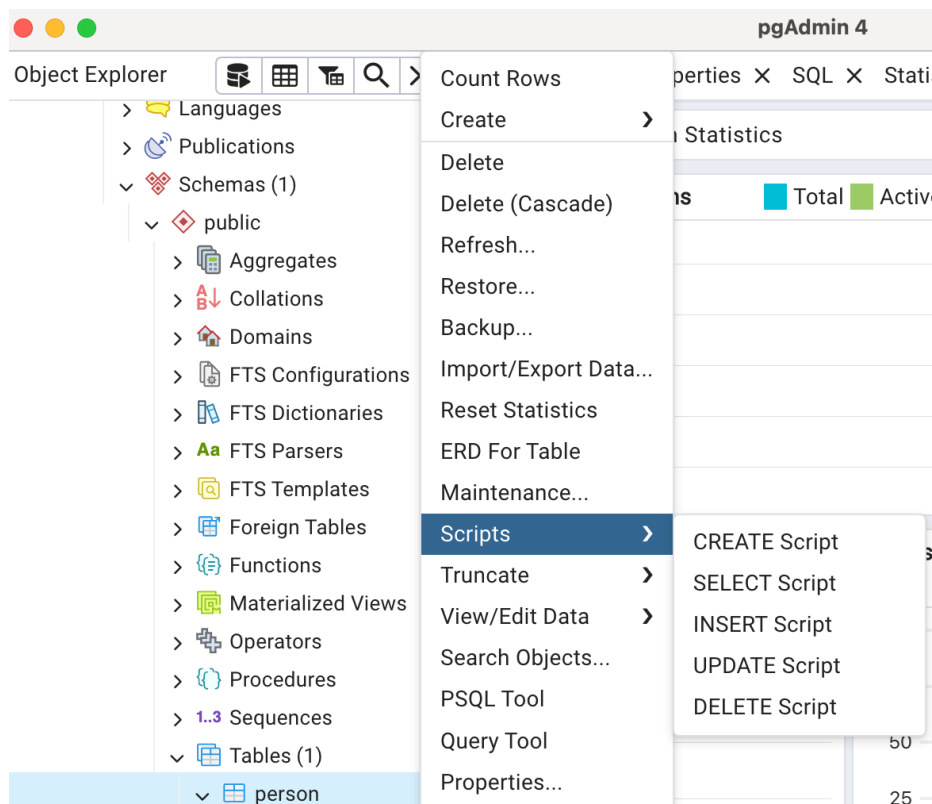 pgAdmin 4
Object Explorer
perties
SQL
Stati
Languages
Publications
Schemas (1)
public
Aggregates
Collations
Domains
FTS Configurations
FTS Dictionaries
Aa FTS Parsers
FTS Templates
Foreign Tables
Functions
Materialized Views
Operators
Procedures
1..3 Sequences
Tables (1)
person
Count Rows
Create
Delete
Delete (Cascade)
Refresh...
Restore...
Backup...
Import/Export Data...
Reset Statistics
ERD For Table
Maintenance...
Scripts
Truncate
View/Edit Data
Search Objects...
PSQL Tool
Query Tool
Properties...
CREATE Script
SELECT Script
INSERT Script
UPDATE Script
DELETE Script
Statistics
ns
Total
Active
50
25